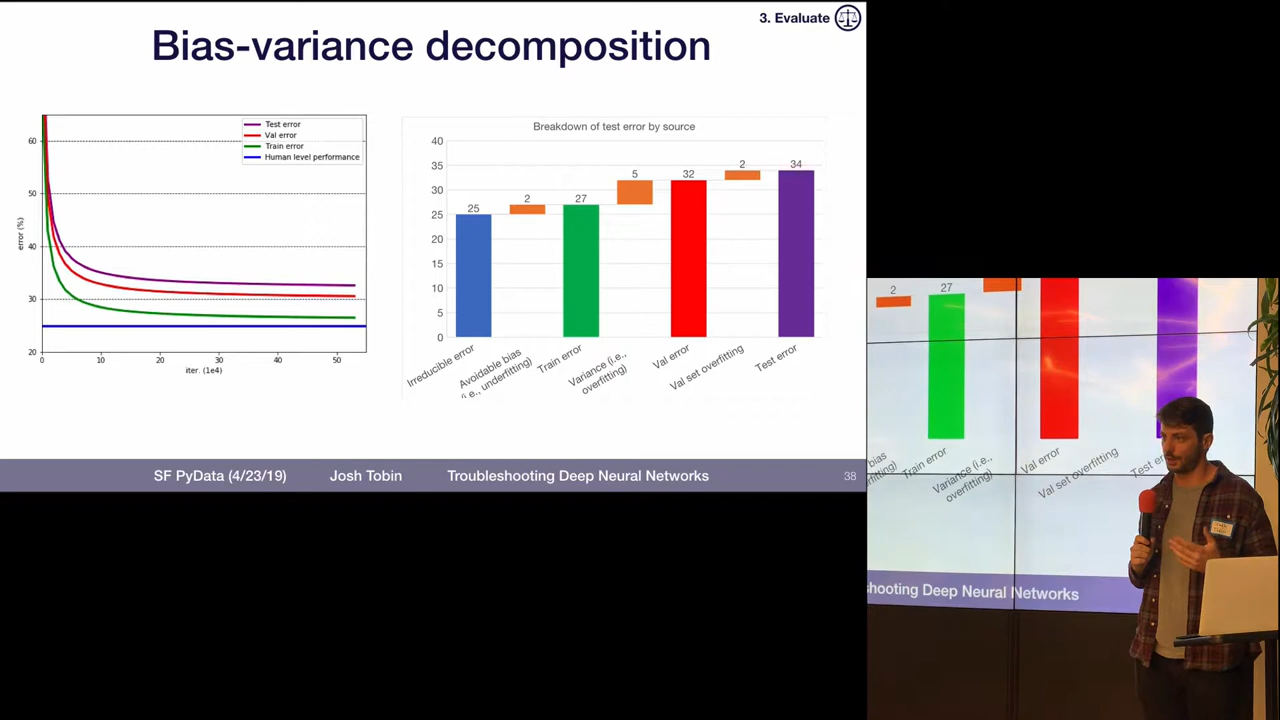 3. Evaluate
Bias-variance decomposition
Test error
Val error
Train error
Human level performance
60
50
40
30
20
error (%)
0
10
20
30
40
50
iter. (1e4)
Breakdown of test error by source
40
35
30
25
20
15
10
5
0
25
2
27
5
32
2
34
Irreducible error
Avoidable bias
(i.e., underfitting)
Train error
Variance (i.e.,
overfitting)
Val error
Val set overfitting
Test error
SF PyData (4/23/19) Josh Tobin Troubleshooting Deep Neural Networks 38
2
27
bias
Train error
Variance (i.e.,
overfitting)
Val error
Val set overfitting
Test er
shooting Deep Neural Networks